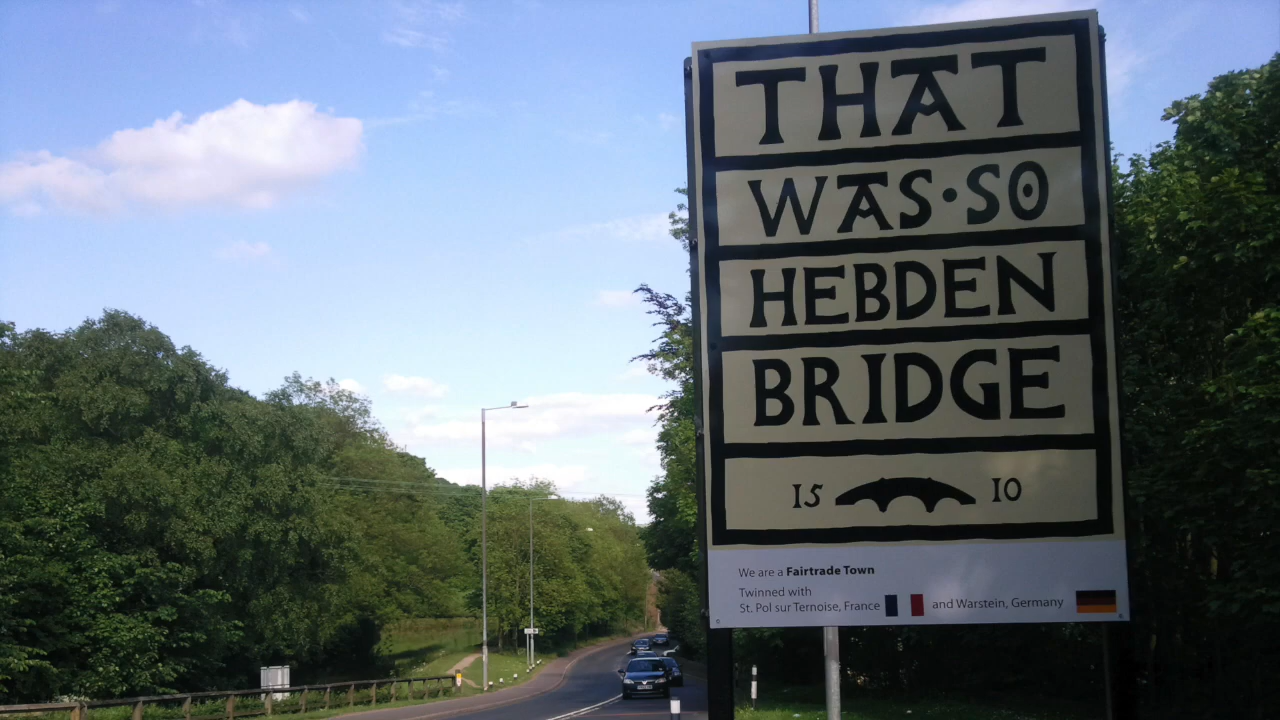 THAT
WAS·SO
HEBDEN
BRIDGE
15 10
We are a Fairtrade Town
Twinned with
St. Pol sur Ternoise, France and Warstein, Germany